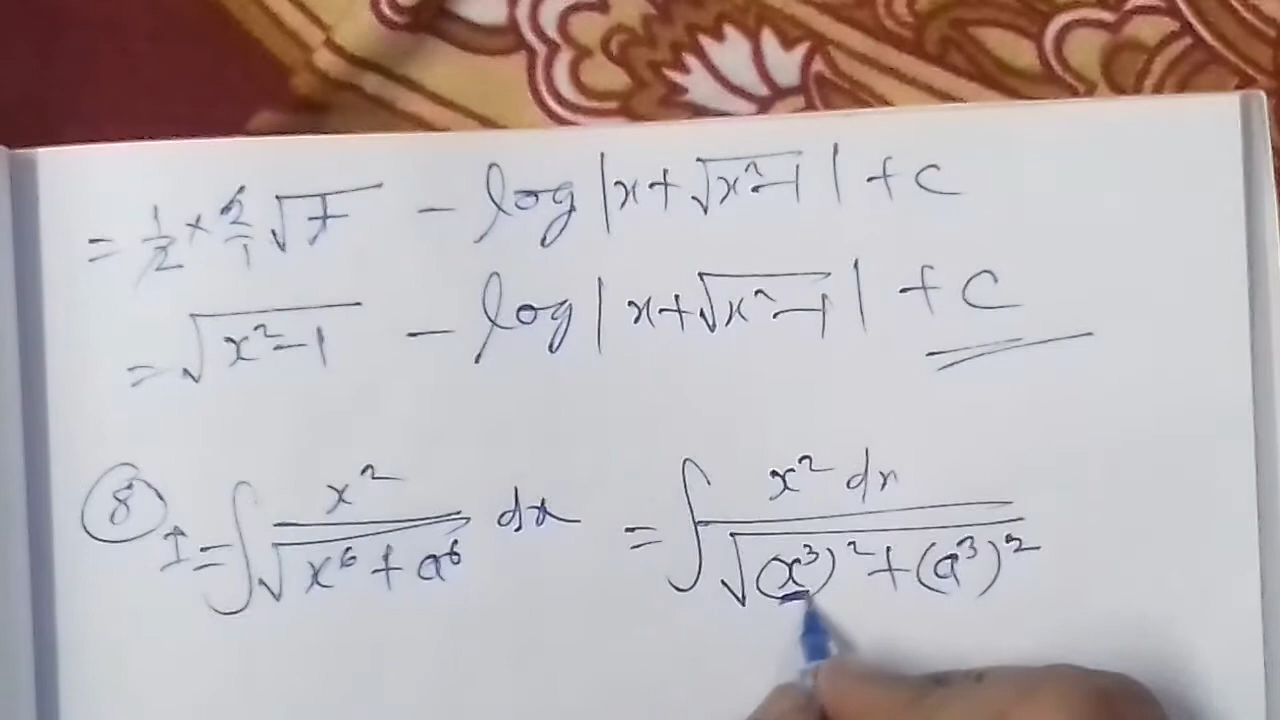 = 1/2 × 2/1 √t − log |x + √x²−1 | + c
= √x²−1 − log | x + √x²−1 | + c
8 I = ∫ x² / √x⁶ + a⁶ dx = ∫ x² dx / √(x³)² + (a³)²